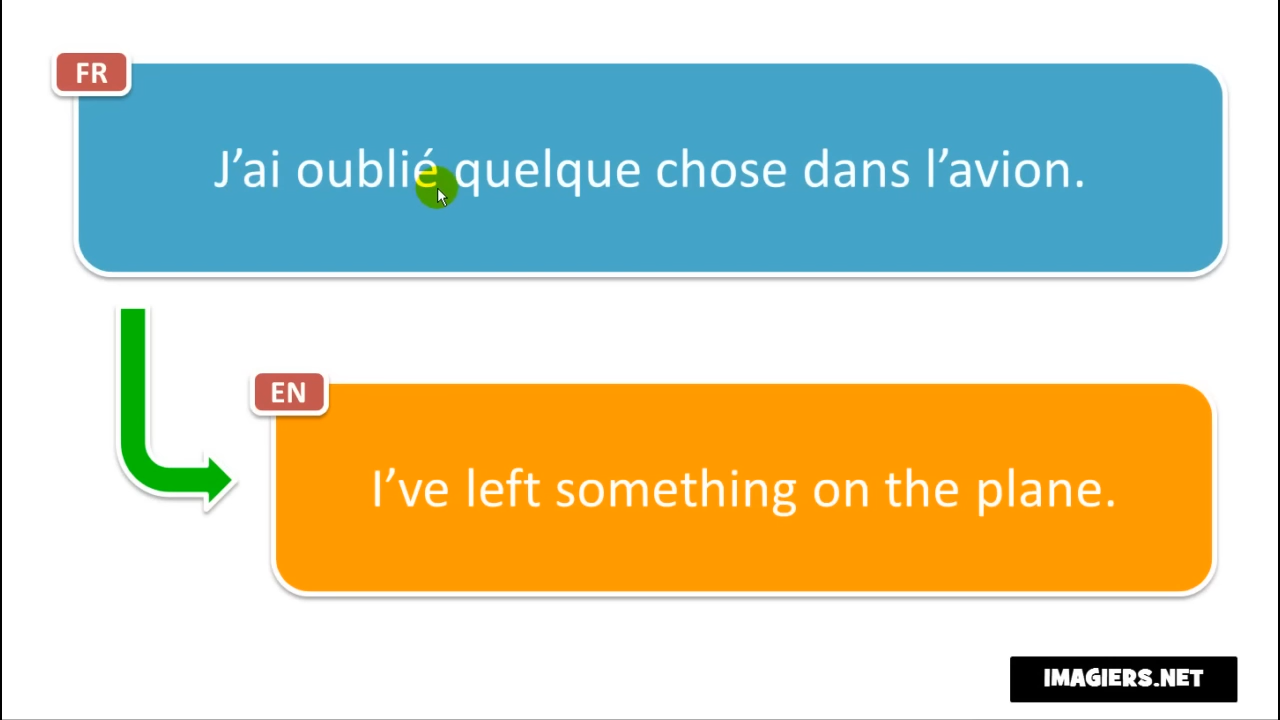 FR
J’ai oublié quelque chose dans l’avion.
EN
I’ve left something on the plane.
IMAGIERS.NET